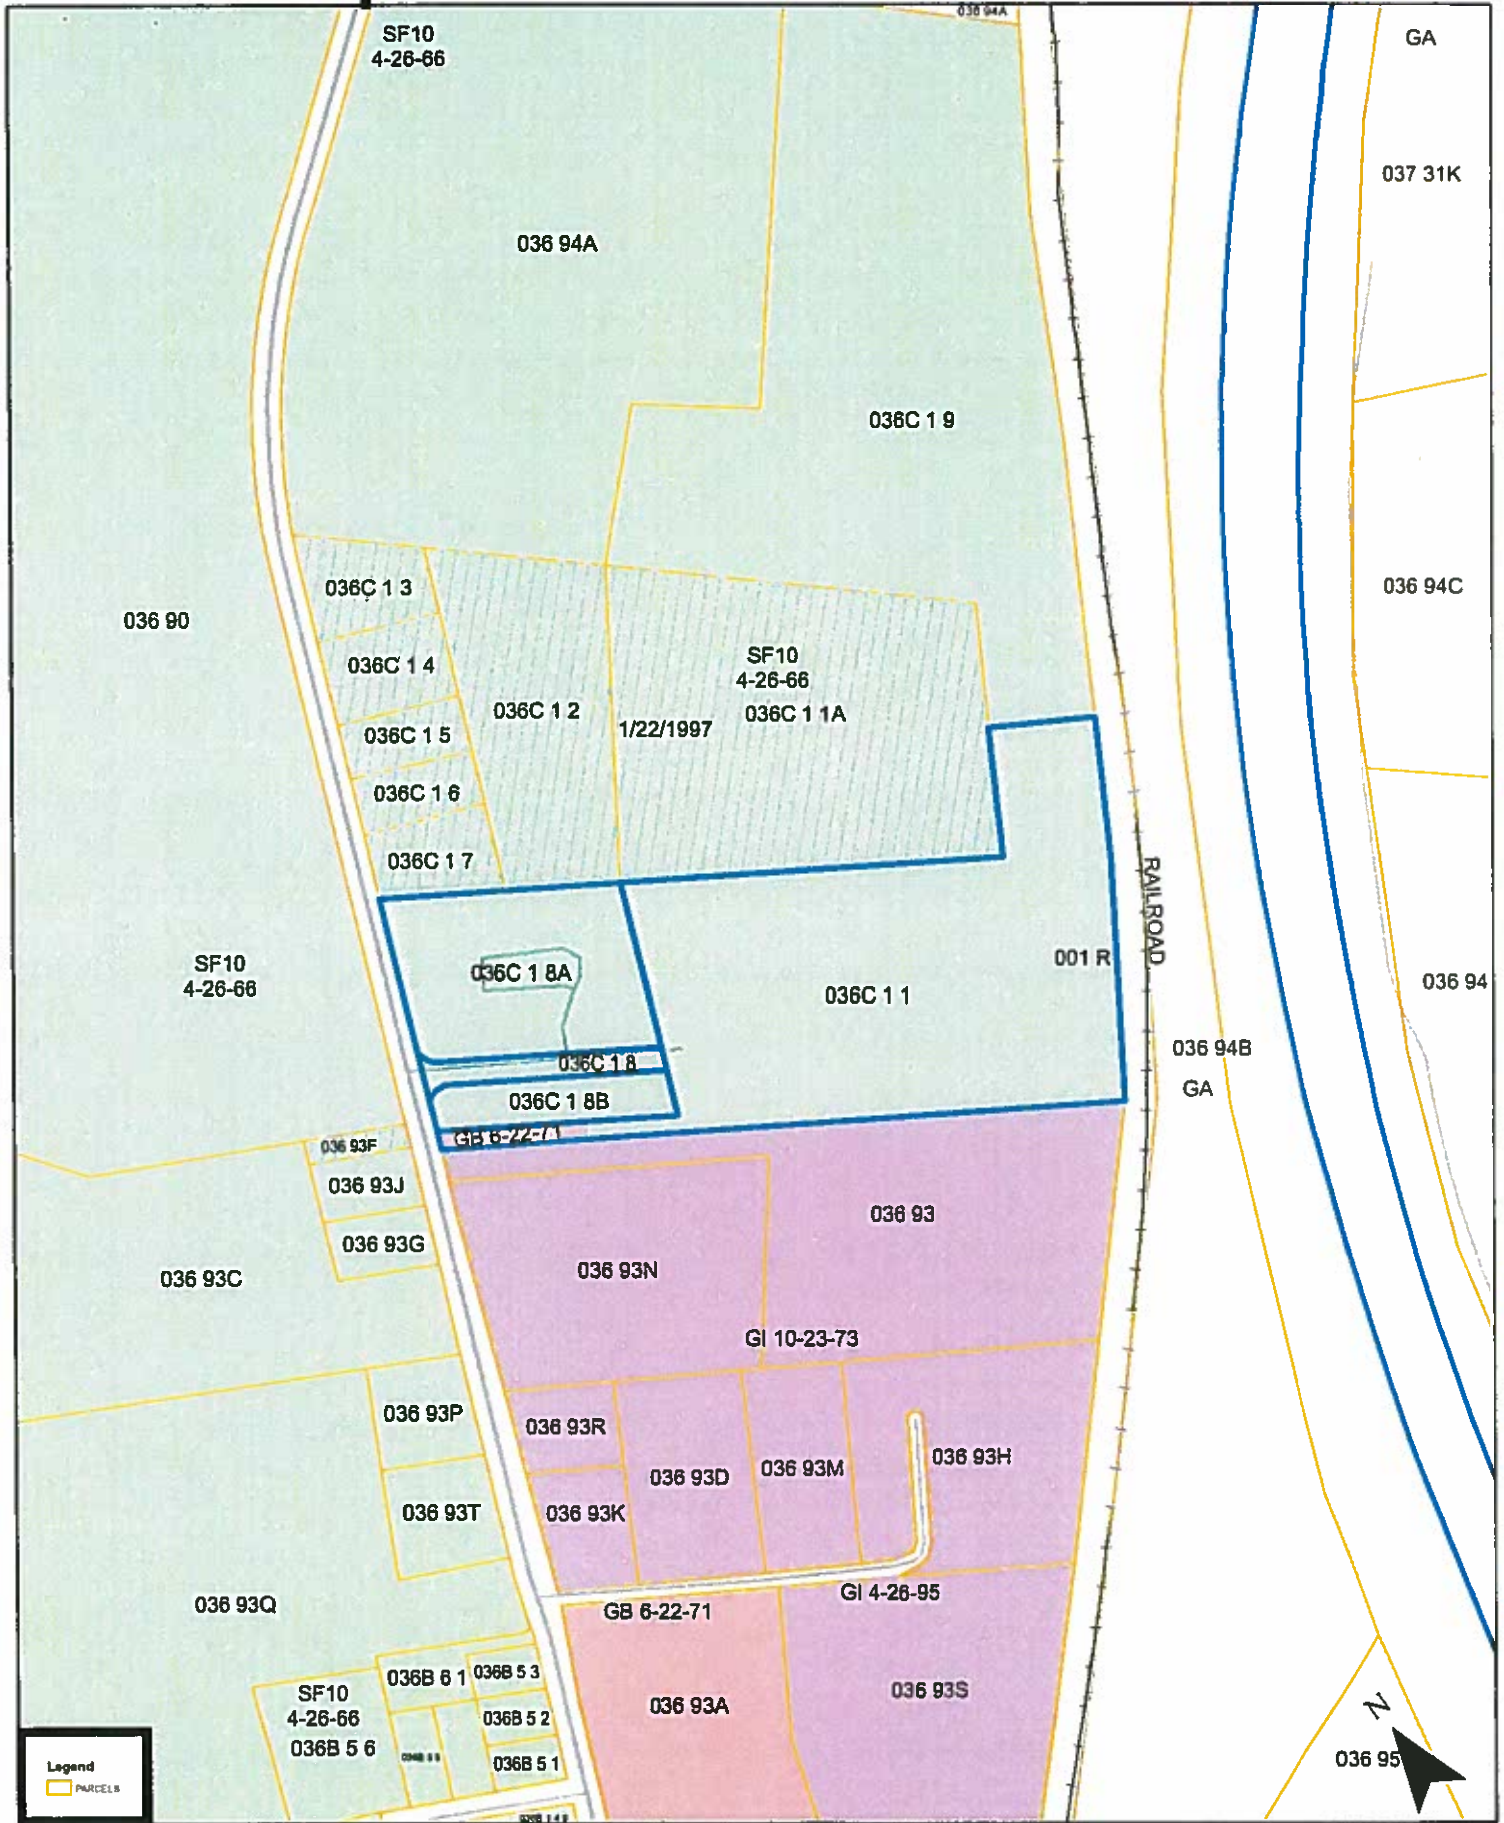 SF10
4-26-66
036 94A
GA
037 31K
036 94A
036C 1 9
036C 1 3
036 90
036C 1 4
036 94C
SF10
4-26-66
036C 1 2
036C 1 1A
1/22/1997
036C 1 5
036C 1 6
036C 1 7
RAILROAD
SF10
4-26-66
036C 1 8A
001 R
036C 1 1
036 94
036 94B
036C 1 8
GA
036C 1 8B
GB 6-22-71
036 93F
036 93J
036 93
036 93G
036 93N
036 93C
GI 10-23-73
036 93P
036 93R
036 93H
036 93M
036 93D
036 93T
036 93K
GI 4-26-95
036 93Q
GB 6-22-71
036B 6 1
036B 5 3
036 93S
SF10
4-26-66
036 93A
N
036B 5 2
036B 5 6
036B 5 1
036 95
Legend
PARCELS